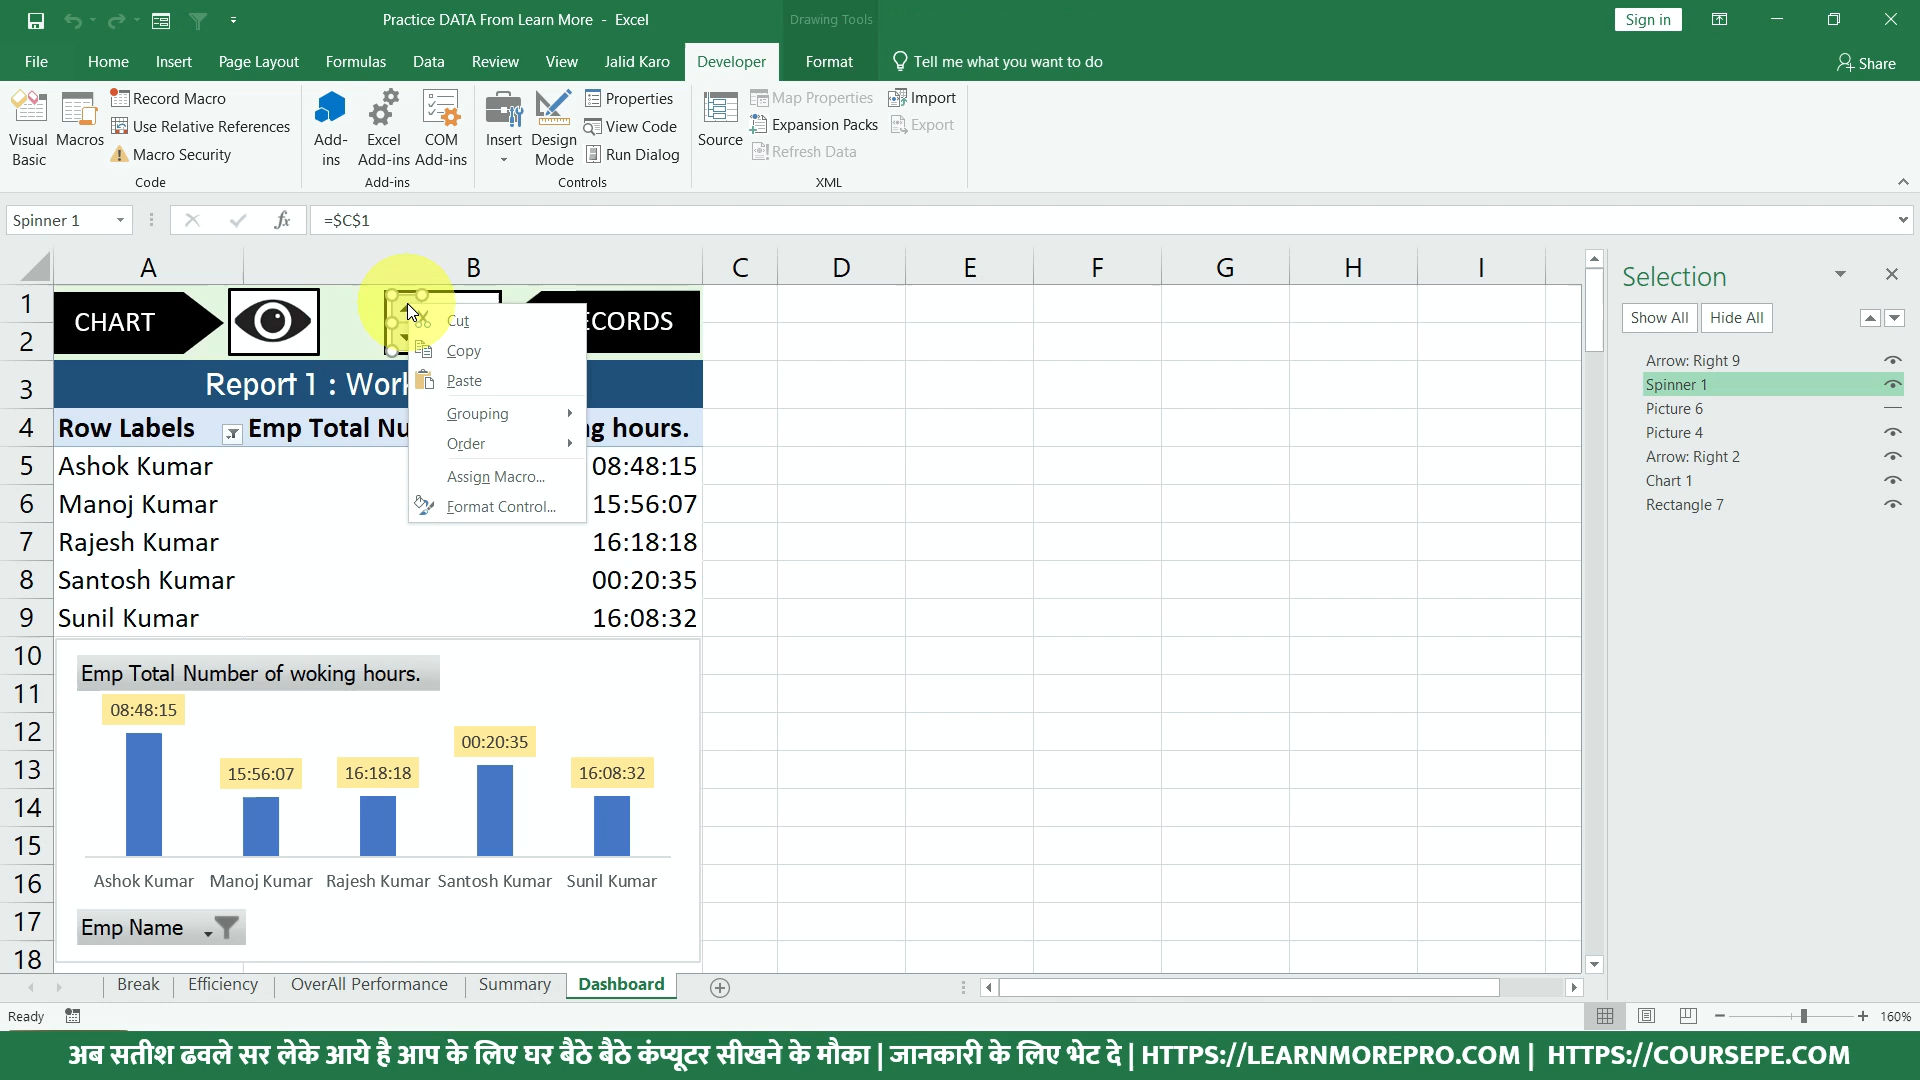 Practice DATA From Learn More - Excel
Drawing Tools
Sign in
File Home Insert Page Layout Formulas Data Review View Jalid Karo Developer Format Tell me what you want to do Share
Visual Basic
Macros
Record Macro
Use Relative References
Macro Security
Code
Add-ins
Excel Add-ins
COM Add-ins
Add-ins
Insert
Design Mode
Properties
View Code
Run Dialog
Controls
Source
Map Properties
Expansion Packs
Refresh Data
Import
Export
XML
Spinner 1 fx =$C$1
A B C D E F G H I
1 CHART ECORDS
2
3 Report 1 : Work
4 Row Labels Emp Total Nu ng hours.
5 Ashok Kumar 08:48:15
6 Manoj Kumar 15:56:07
7 Rajesh Kumar 16:18:18
8 Santosh Kumar 00:20:35
9 Sunil Kumar 16:08:32
10
11
12
13
14
15
16
17
18
Cut
Copy
Paste
Grouping
Order
Assign Macro...
Format Control...
Emp Total Number of woking hours.
08:48:15
15:56:07
16:18:18
00:20:35
16:08:32
Ashok Kumar Manoj Kumar Rajesh Kumar Santosh Kumar Sunil Kumar
Emp Name
Selection
Show All Hide All
Arrow: Right 9
Spinner 1
Picture 6
Picture 4
Arrow: Right 2
Chart 1
Rectangle 7
Break Efficiency OverAll Performance Summary Dashboard
Ready 160%
अब सतीश ढवले सर लेके आये है आप के लिए घर बैठे बैठे कंप्यूटर सीखने के मौका | जानकारी के लिए भेट दे | HTTPS://LEARNMOREPRO.COM | HTTPS://COURSEPE.COM